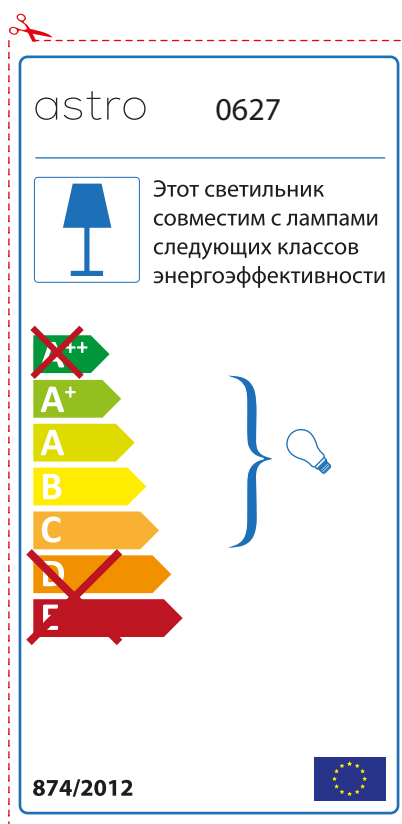 astro 0627
Этот светильник
совместим с лампами
следующих классов
энергоэффективности
A++
A+
A
B
C
D
E
874/2012